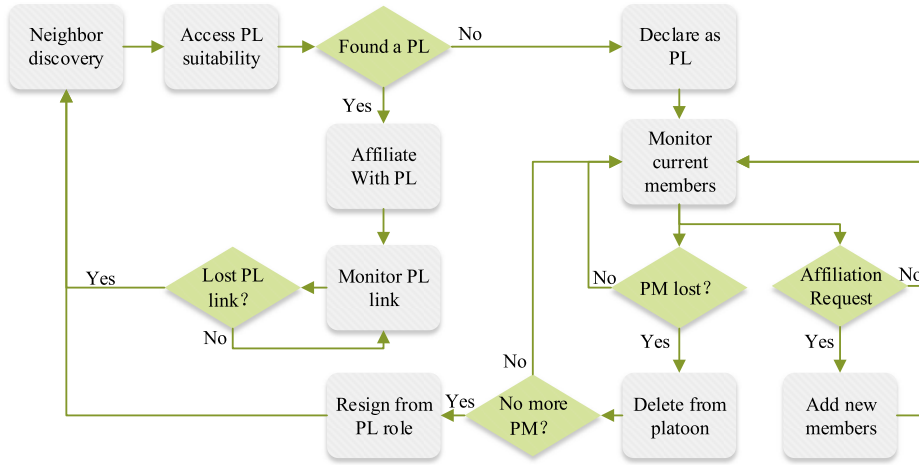 Neighbor
discovery
Access PL
suitability
Found a PL
No
Declare as
PL
Yes
Affiliate
With PL
Monitor
current
members
Yes
Lost PL
link?
Monitor PL
link
No
PM lost?
Affiliation
Request
No
No
Yes
Yes
No
Resign from
PL role
Yes
No more
PM?
Delete from
platoon
Add new
members